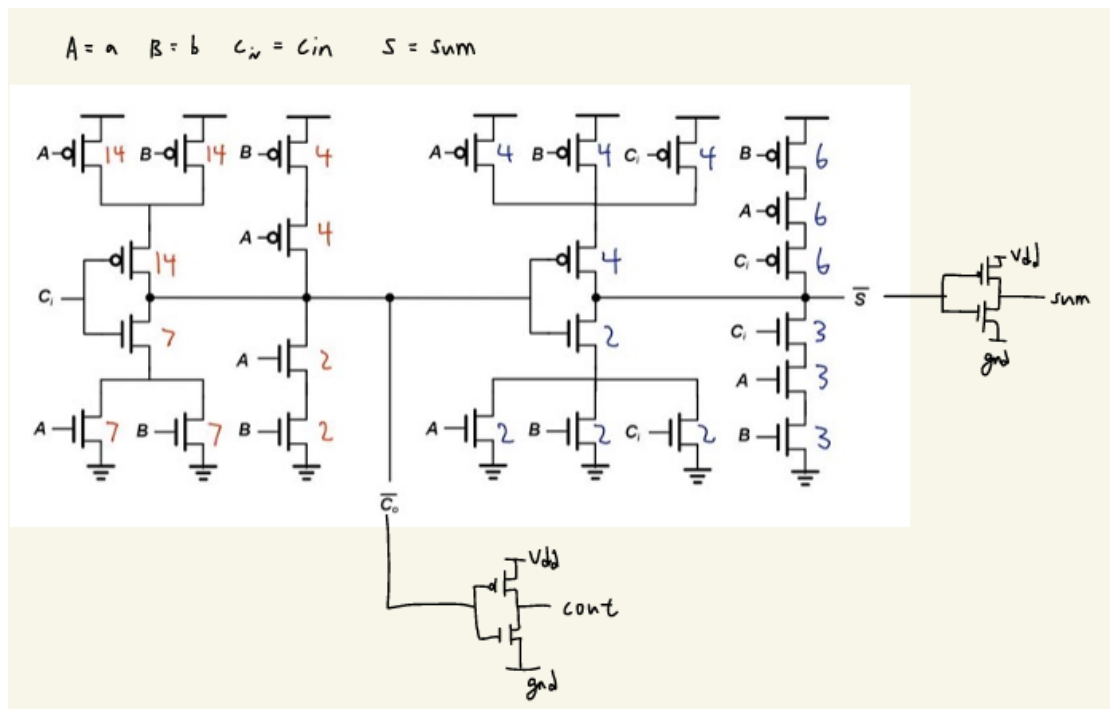 A = a B = b CiN = Cin S = Sum
A 14 B 14 B 4 A 4 B 4 Ci 4 B 6
A 4 A 6
14 4 Ci 6 Vdd
Ci S̅ sum
7 2 Ci 3
A 2 A 3 gnd
A 7 B 7 B 2 A 2 B 2 Ci 2 B 3
C̅o
Vdd
cout
gnd